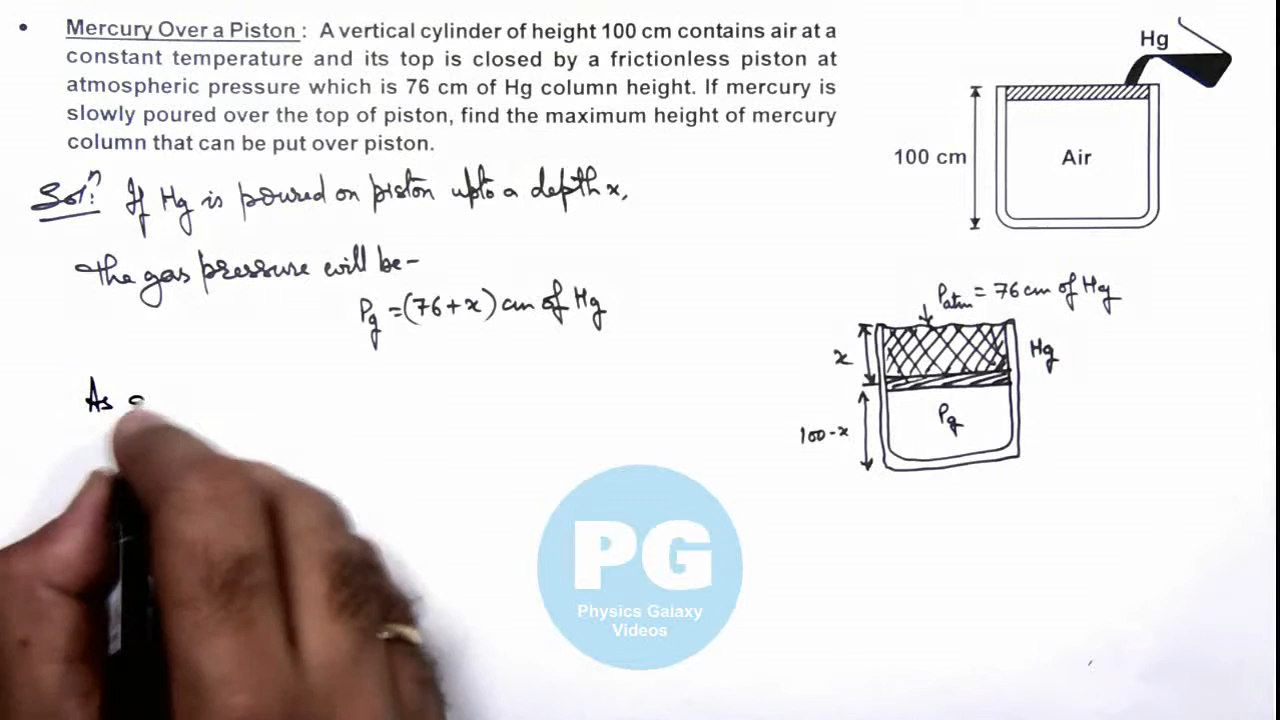 • Mercury Over a Piston : A vertical cylinder of height 100 cm contains air at a
constant temperature and its top is closed by a frictionless piston at
atmospheric pressure which is 76 cm of Hg column height. If mercury is
slowly poured over the top of piston, find the maximum height of mercury
column that can be put over piston.
Hg
100 cm
Air
Solⁿ: If Hg is poured on piston upto a depth x,
the gas pressure will be-
Pg = (76+x) cm of Hg
As
Patm = 76 cm of Hg
x
Hg
100-x
Pg
PG
Physics Galaxy
Videos